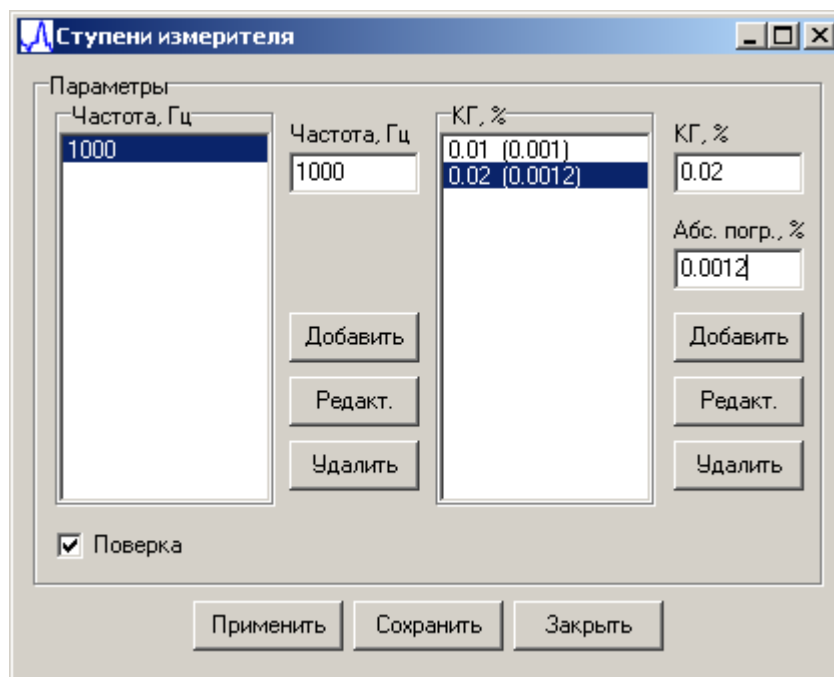 Ступени измерителя
Параметры
Частота, Гц
1000
Частота, Гц
1000
Добавить
Редакт.
Удалить
КГ, %
0.01 (0.001)
0.02 (0.0012)
КГ, %
0.02
Абс. погр., %
0.0012
Добавить
Редакт.
Удалить
Поверка
Применить
Сохранить
Закрыть